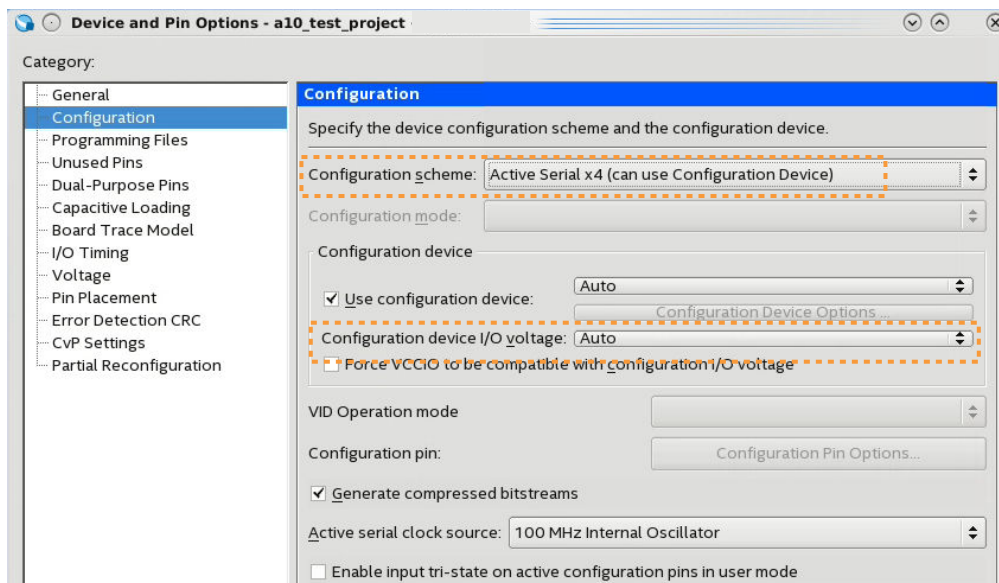 Device and Pin Options - a10_test_project
Category:
General
Configuration
Programming Files
Unused Pins
Dual-Purpose Pins
Capacitive Loading
Board Trace Model
I/O Timing
Voltage
Pin Placement
Error Detection CRC
CvP Settings
Partial Reconfiguration
Configuration
Specify the device configuration scheme and the configuration device.
Configuration scheme: Active Serial x4 (can use Configuration Device)
Configuration mode:
Configuration device
Use configuration device: Auto
Configuration Device Options ...
Configuration device I/O voltage: Auto
Force VCCIO to be compatible with configuration I/O voltage
VID Operation mode
Configuration pin: Configuration Pin Options...
Generate compressed bitstreams
Active serial clock source: 100 MHz Internal Oscillator
Enable input tri-state on active configuration pins in user mode